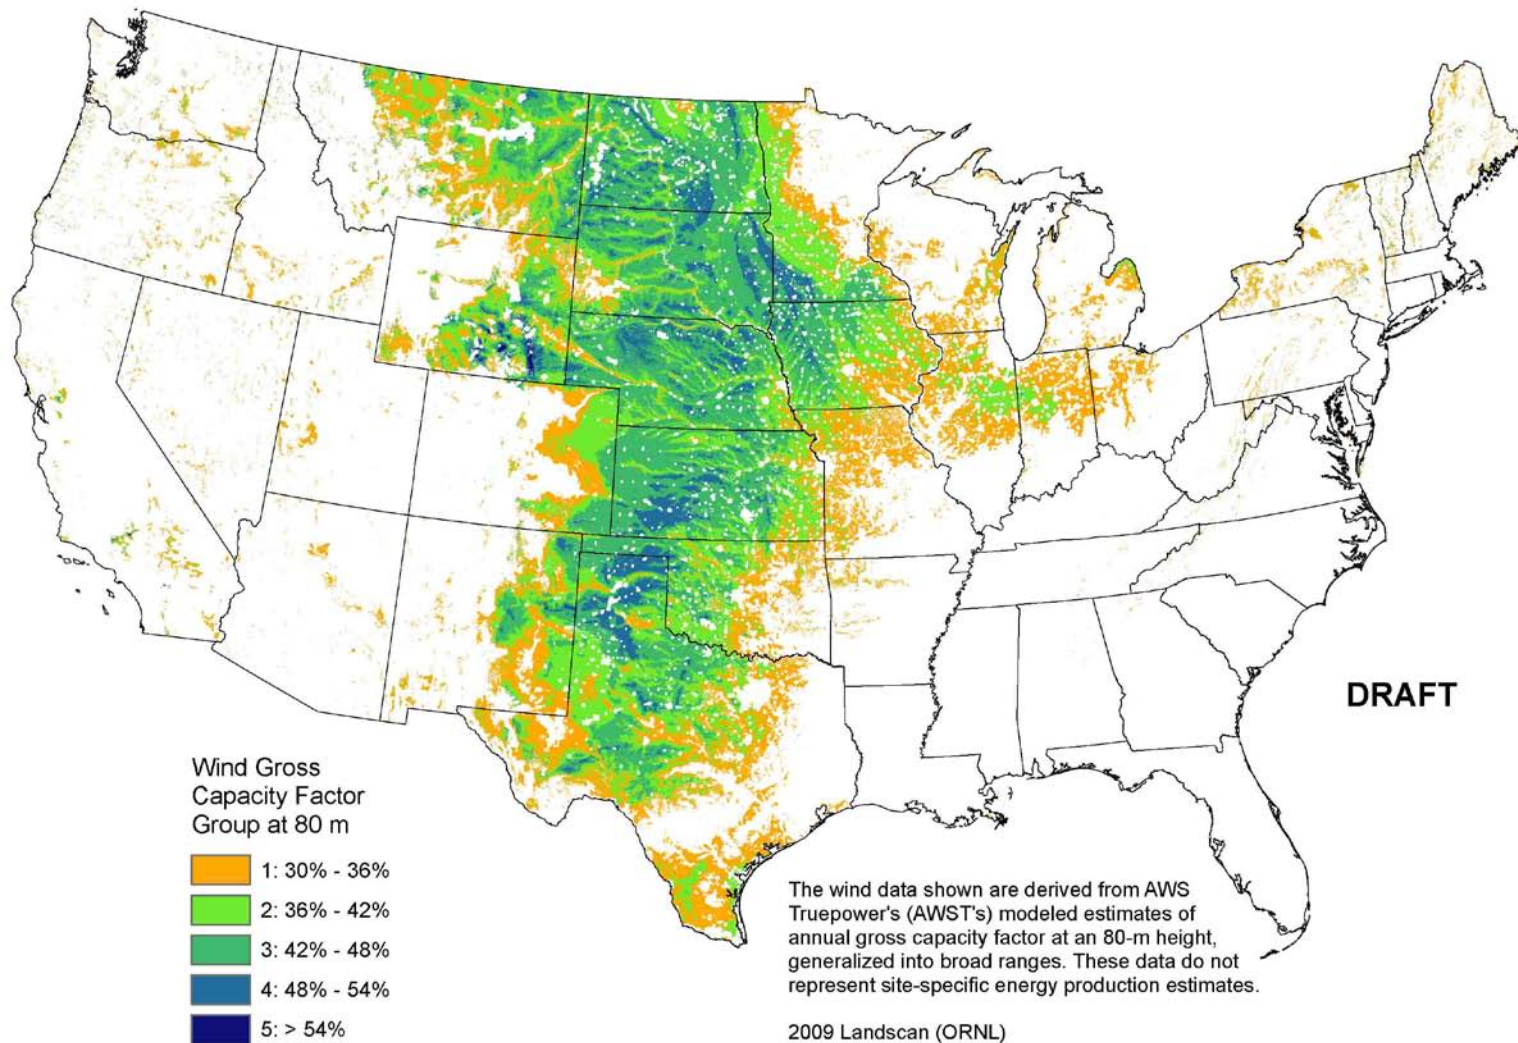 DRAFT
Wind Gross
Capacity Factor
Group at 80 m
1: 30% - 36%
2: 36% - 42%
3: 42% - 48%
4: 48% - 54%
5: > 54%
The wind data shown are derived from AWS
Truepower's (AWST's) modeled estimates of
annual gross capacity factor at an 80-m height,
generalized into broad ranges. These data do not
represent site-specific energy production estimates.
2009 Landscan (ORNL)